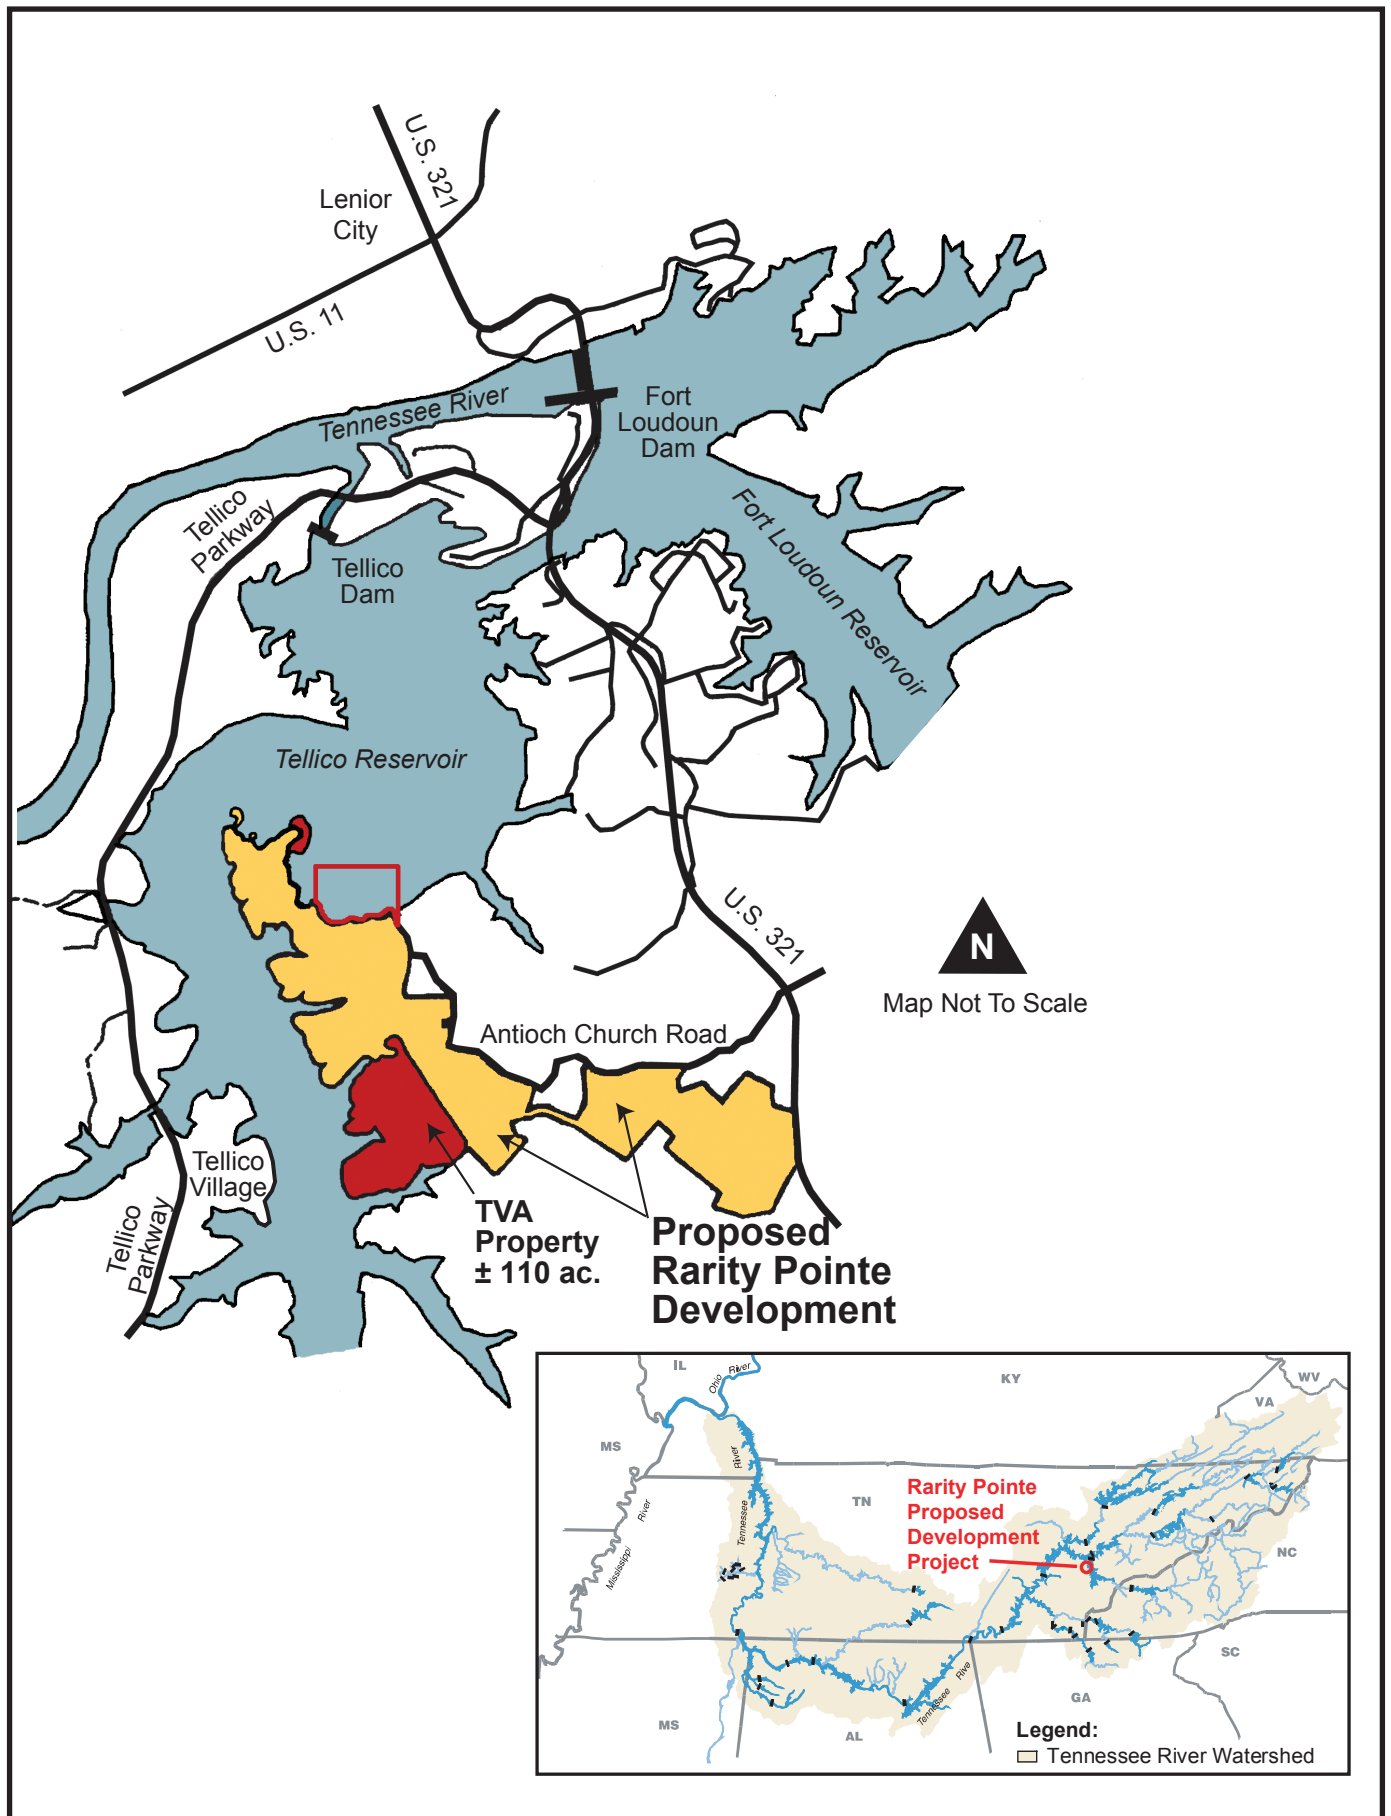 U.S. 321
Lenior
City
U.S. 11
Tennessee River
Fort
Loudoun
Dam
Tellico
Parkway
Fort Loudoun Reservoir
Tellico
Dam
Tellico Reservoir
U.S. 321
N
Map Not To Scale
Antioch Church Road
Tellico
Village
Tellico
Parkway
TVA
Property
± 110 ac.
Proposed
Rarity Pointe
Development
IL
Ohio River
KY
WV
VA
MS
River
Tennessee
TN
Rarity Pointe
Proposed
Development
Project
Mississippi River
NC
SC
Tennessee Rive
GA
MS
AL
Legend:
Tennessee River Watershed